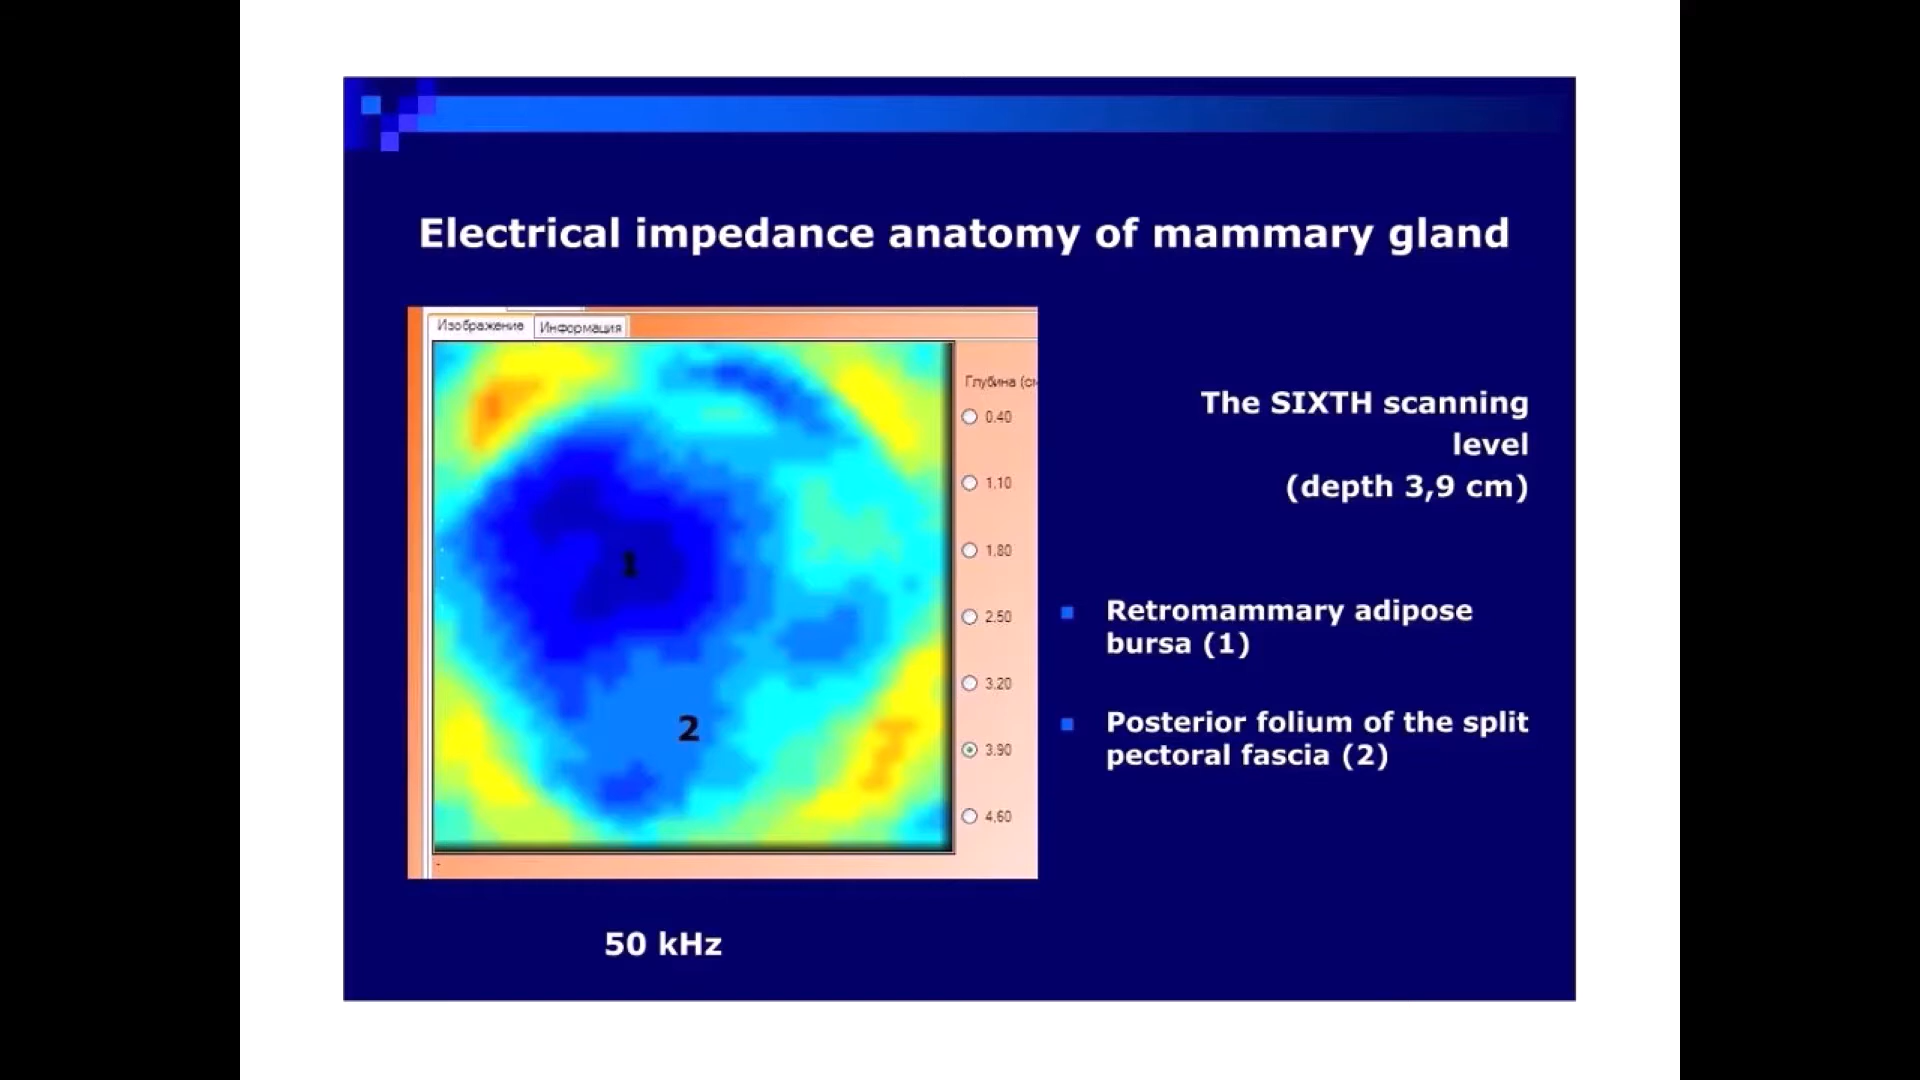 Electrical impedance anatomy of mammary gland
Изображение
Информация
Глубина (см
0.40
1.10
1.80
2.50
3.20
3.90
4.60
1
2
50 kHz
The SIXTH scanning
level
(depth 3,9 cm)
Retromammary adipose
bursa (1)
Posterior folium of the split
pectoral fascia (2)